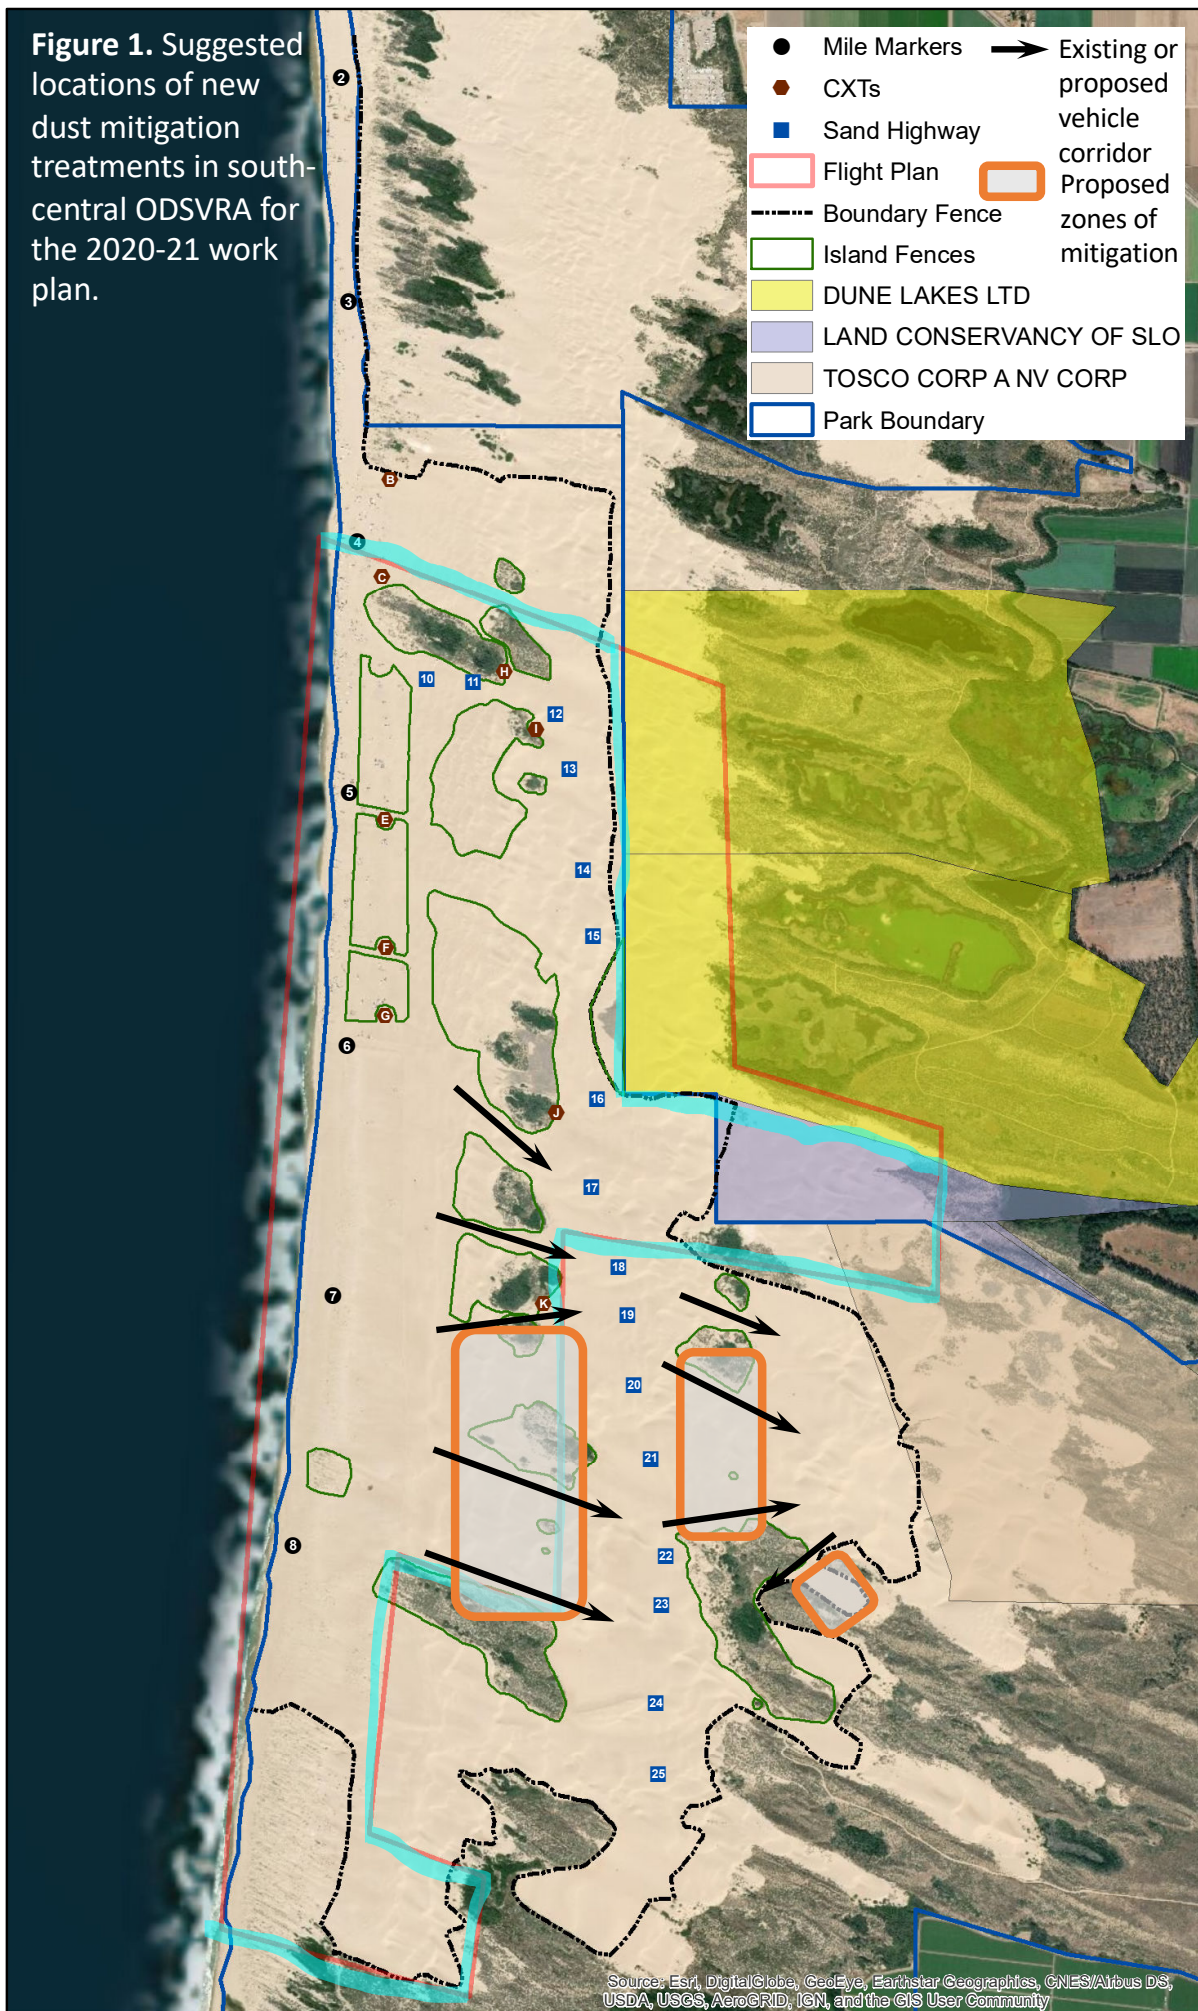 Figure 1. Suggested
locations of new
dust mitigation
treatments in south-
central ODSVRA for
the 2020-21 work
plan.
Mile Markers
CXTs
Sand Highway
Flight Plan
Boundary Fence
Island Fences
DUNE LAKES LTD
LAND CONSERVANCY OF SLO
TOSCO CORP A NV CORP
Park Boundary
Existing or
proposed
vehicle
corridor
Proposed
zones of
mitigation
2
3
B
4
C
H
10
11
12
I
13
5
E
14
15
F
G
6
16
J
17
18
7
K
19
20
21
8
22
23
24
25
Source: Esri, DigitalGlobe, GeoEye, Earthstar Geographics, CNES/Airbus DS,
USDA, USGS, AeroGRID, IGN, and the GIS User Community